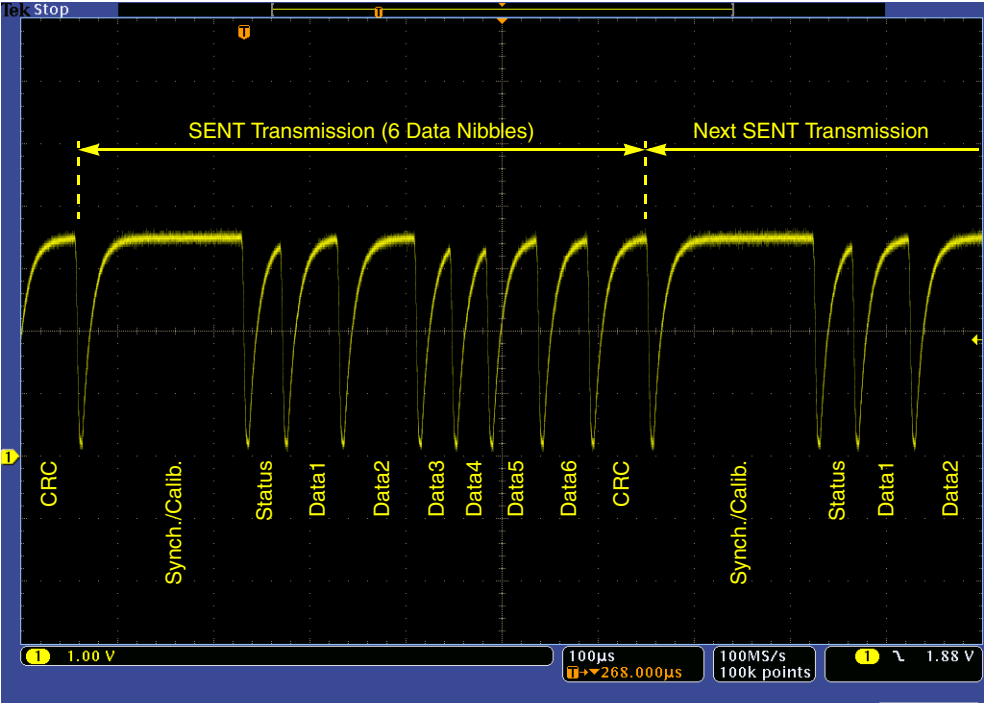 Tek Stop
T
T
SENT Transmission (6 Data Nibbles)
Next SENT Transmission
1
CRC
Synch./Calib.
Status
Data1
Data2
Data3
Data4
Data5
Data6
CRC
Synch./Calib.
Status
Data1
Data2
1 1.00 V
100µs
T→▼268.000µs
100MS/s
100k points
1 1.88 V